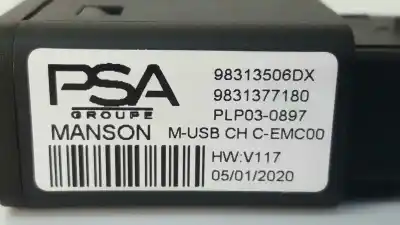 PSA 98313506DX
9831377180
GROUPE PLP03-0897
MANSON M-USB CH C-EMC00
HW:V117
05/01/2020